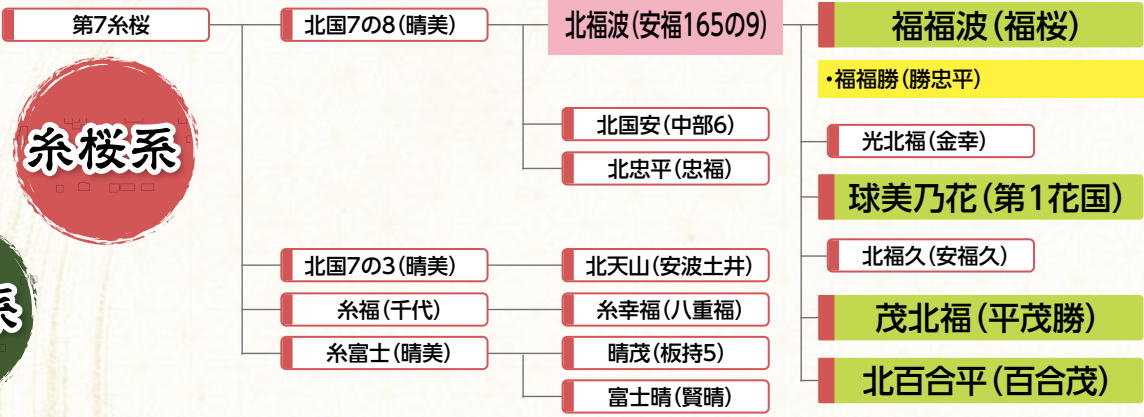 第7糸桜
北国7の8(晴美)
北福波(安福165の9)
福福波(福桜)
・福福勝(勝忠平)
糸桜系
北国安(中部6)
北忠平(忠福)
光北福(金幸)
球美乃花(第1花国)
北福久(安福久)
北国7の3(晴美)
北天山(安波土井)
系
糸福(千代)
糸幸福(八重福)
茂北福(平茂勝)
糸富士(晴美)
晴茂(板持5)
富士晴(賢晴)
北百合平(百合茂)